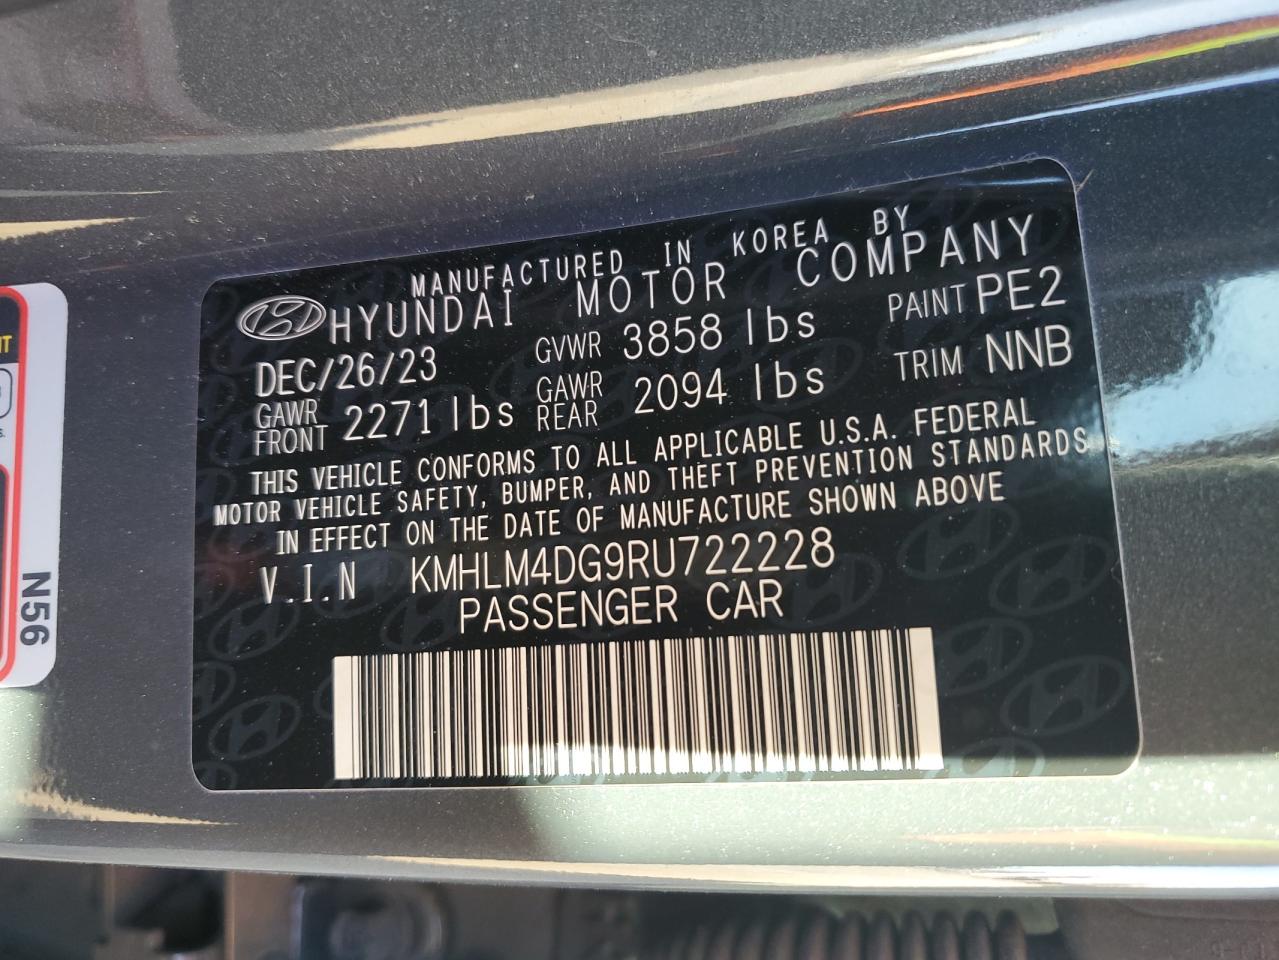 MANUFACTURED IN KOREA BY
HYUNDAI MOTOR COMPANY
DEC/26/23 GVWR 3858 lbs PAINT PE2
GAWR FRONT 2271 lbs GAWR REAR 2094 lbs TRIM NNB
THIS VEHICLE CONFORMS TO ALL APPLICABLE U.S.A. FEDERAL
MOTOR VEHICLE SAFETY, BUMPER, AND THEFT PREVENTION STANDARDS
IN EFFECT ON THE DATE OF MANUFACTURE SHOWN ABOVE
V.I.N KMHLM4DG9RU722228
PASSENGER CAR
N56